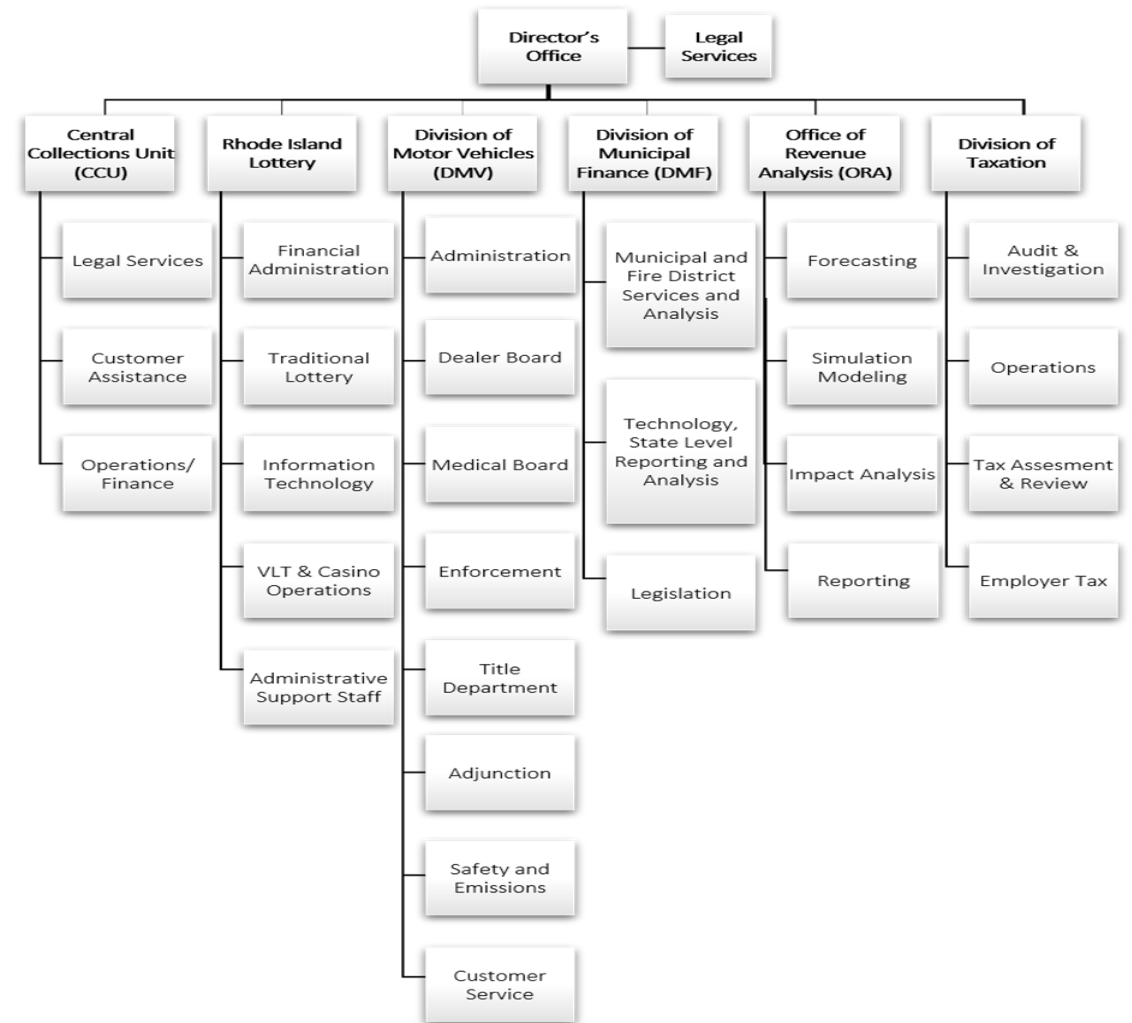 Director's
Office
Legal
Services
Central
Collections Unit
(CCU)
Legal Services
Customer
Assistance
Operations/
Finance
Rhode Island
Lottery
Financial
Administration
Traditional
Lottery
Information
Technology
VLT & Casino
Operations
Administrative
Support Staff
Division of
Motor Vehicles
(DMV)
Administration
Dealer Board
Medical Board
Enforcement
Title
Department
Adjunction
Safety and
Emissions
Customer
Service
Division of
Municipal
Finance (DMF)
Municipal and
Fire District
Services and
Analysis
Technology,
State Level
Reporting and
Analysis
Legislation
Office of
Revenue
Analysis (ORA)
Forecasting
Simulation
Modeling
Impact Analysis
Reporting
Division of
Taxation
Audit &
Investigation
Operations
Tax Assesment
& Review
Employer Tax